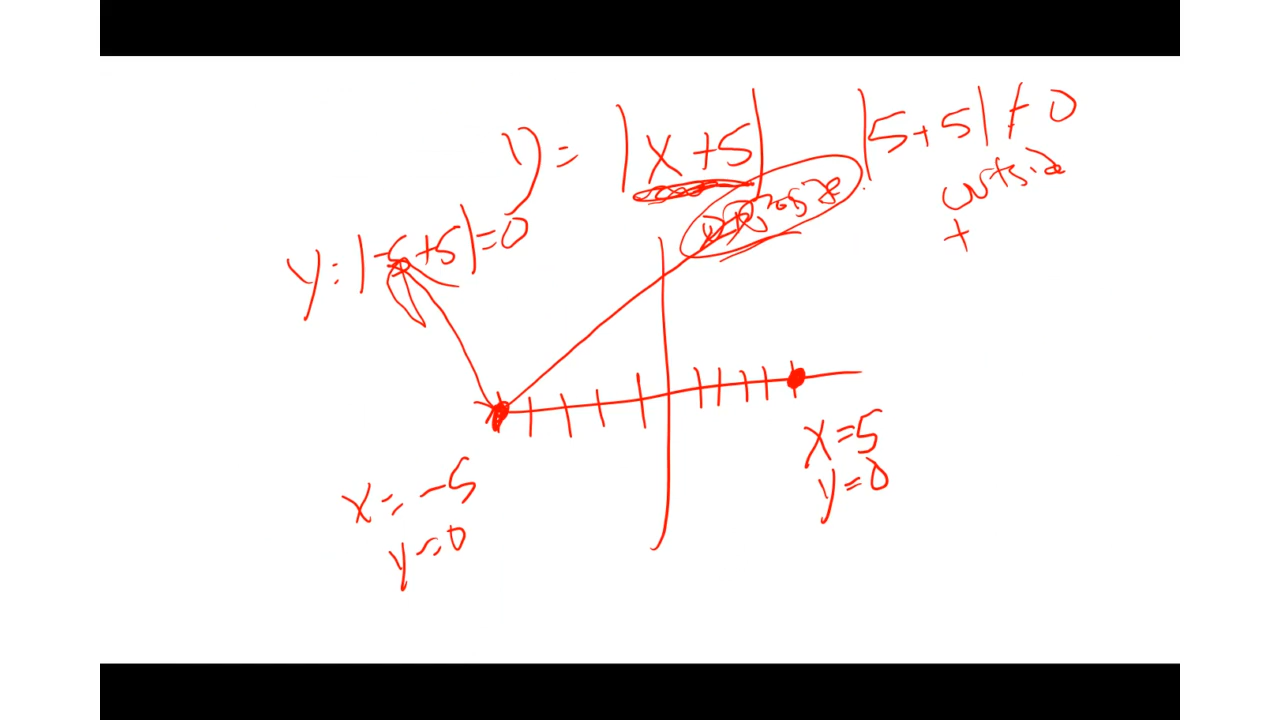 y = |x+5|
|5+5| ≠ 0
outside
+
y = |-5+5| = 0
x = 5
y = 0
x = -5
y = 0